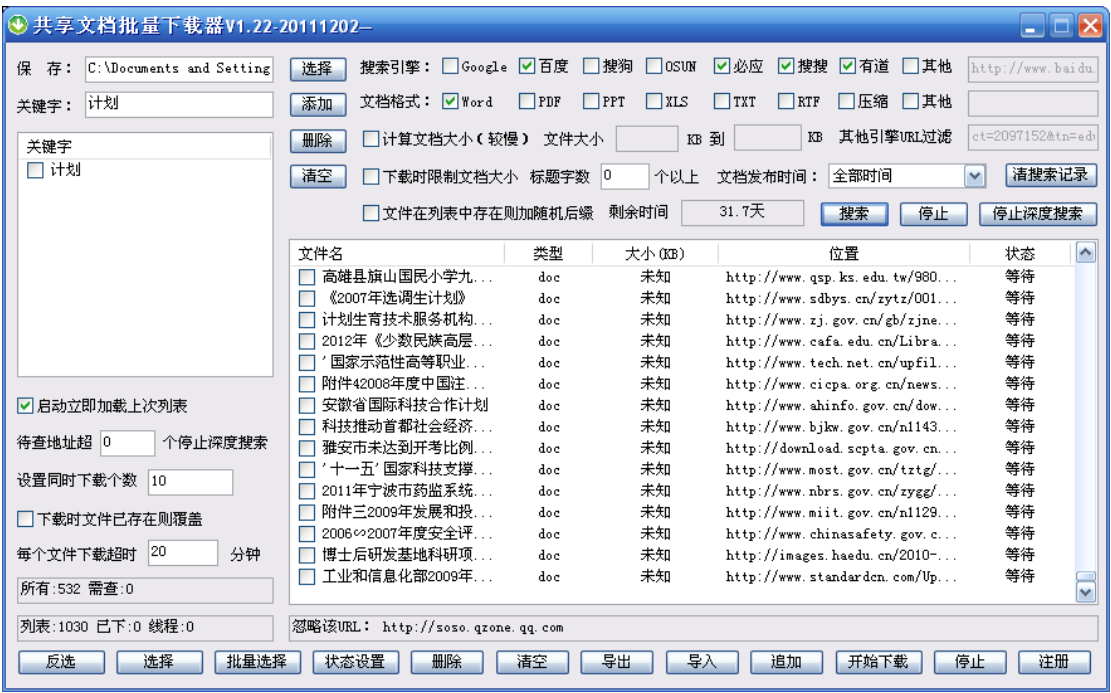 共享文档批量下载器V1.22-20111202—
保 存: C:\Documents and Setting 选择 搜索引擎: Google 百度 搜狗 OSUN 必应 搜搜 有道 其他 http://www.baidu.
关键字: 计划 添加 文档格式: Word PDF PPT XLS TXT RTF 压缩 其他
关键字 删除 计算文档大小(较慢) 文件大小 KB 到 KB 其他引擎URL过滤 ct=2097152&tn=edu
计划 清空 下载时限制文档大小 标题字数 0 个以上 文档发布时间: 全部时间 清搜索记录
文件在列表中存在则加随机后缀 剩余时间 31.7天 搜索 停止 停止深度搜索
文件名 类型 大小(KB) 位置 状态
高雄县旗山国民小学九... doc 未知 http://www.qsp.ks.edu.tw/980... 等待
《2007年选调生计划》 doc 未知 http://www.sdbys.cn/zytz/001... 等待
计划生育技术服务机构... doc 未知 http://www.zj.gov.cn/gb/zjne... 等待
2012年《少数民族高层... doc 未知 http://www.cafa.edu.cn/Libra... 等待
'国家示范性高等职业... doc 未知 http://www.tech.net.cn/upfil... 等待
附件42008年度中国注... doc 未知 http://www.cicpa.org.cn/news... 等待
安徽省国际科技合作计划 doc 未知 http://www.ahinfo.gov.cn/dow... 等待
科技推动首都社会经济... doc 未知 http://www.bjkw.gov.cn/n1143... 等待
雅安市未达到开考比例... doc 未知 http://download.scpta.gov.cn... 等待
'十一五'国家科技支撑... doc 未知 http://www.most.gov.cn/tztg/... 等待
2011年宁波市药监系统... doc 未知 http://www.nbrs.gov.cn/zygg/... 等待
附件三2009年发展和投... doc 未知 http://www.miit.gov.cn/n1129... 等待
2006∽2007年度安全评... doc 未知 http://www.chinasafety.gov.c... 等待
博士后研发基地科研项... doc 未知 http://images.haedu.cn/2010-... 等待
工业和信息化部2009年... doc 未知 http://www.standardcn.com/Up... 等待
启动立即加载上次列表
待查地址超 0 个停止深度搜索
设置同时下载个数 10
下载时文件已存在则覆盖
每个文件下载超时 20 分钟
所有:532 需查:0
列表:1030 已下:0 线程:0 忽略该URL: http://soso.qzone.qq.com
反选 选择 批量选择 状态设置 删除 清空 导出 导入 追加 开始下载 停止 注册